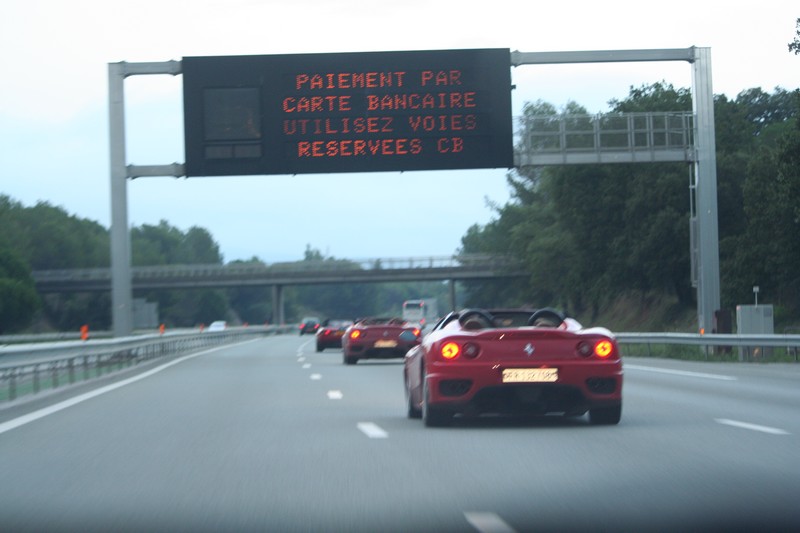 PAIEMENT PAR
CARTE BANCAIRE
UTILISEZ VOIES
RESERVEES CB